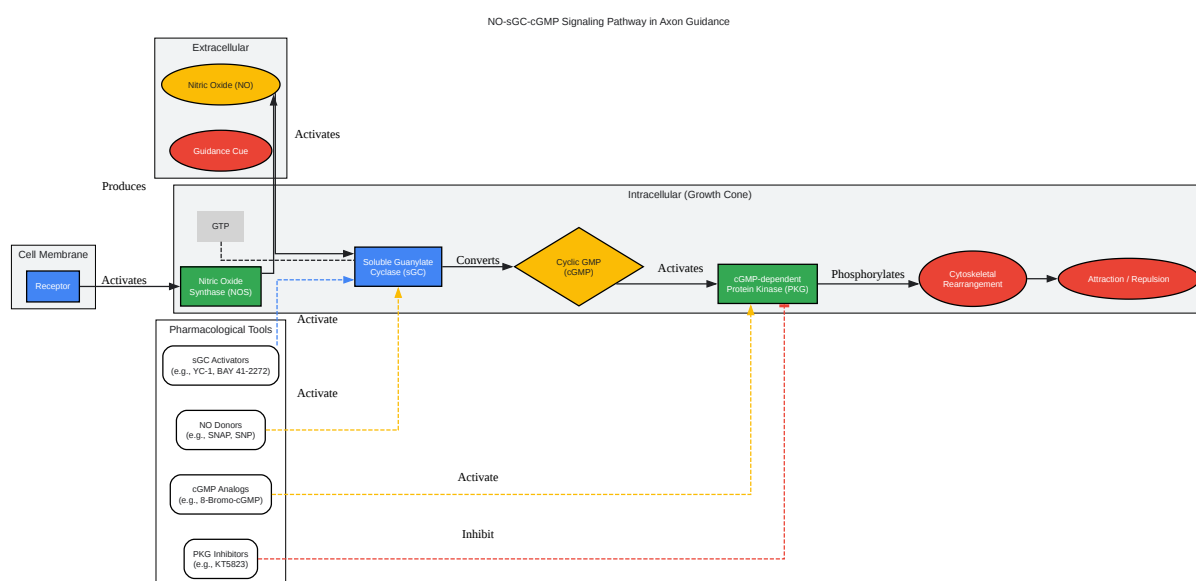 NO-sGC-cGMP Signaling Pathway in Axon Guidance
Extracellular
Nitric Oxide (NO)
Activates
Guidance Cue
Produces
Intracellular (Growth Cone)
GTP
Cell Membrane
Receptor
Activates
Nitric Oxide
Synthase (NOS)
Soluble Guanylate
Cyclase (sGC)
Converts
Cyclic GMP
(cGMP)
Activates
cGMP-dependent
Protein Kinase (PKG)
Phosphorylates
Cytoskeletal
Rearrangement
Attraction / Repulsion
Pharmacological Tools
Activate
sGC Activators
(e.g., YC-1, BAY 41-2272)
Activate
NO Donors
(e.g., SNAP, SNP)
Activate
cGMP Analogs
(e.g., 8-Bromo-cGMP)
Inhibit
PKG Inhibitors
(e.g., KT5823)